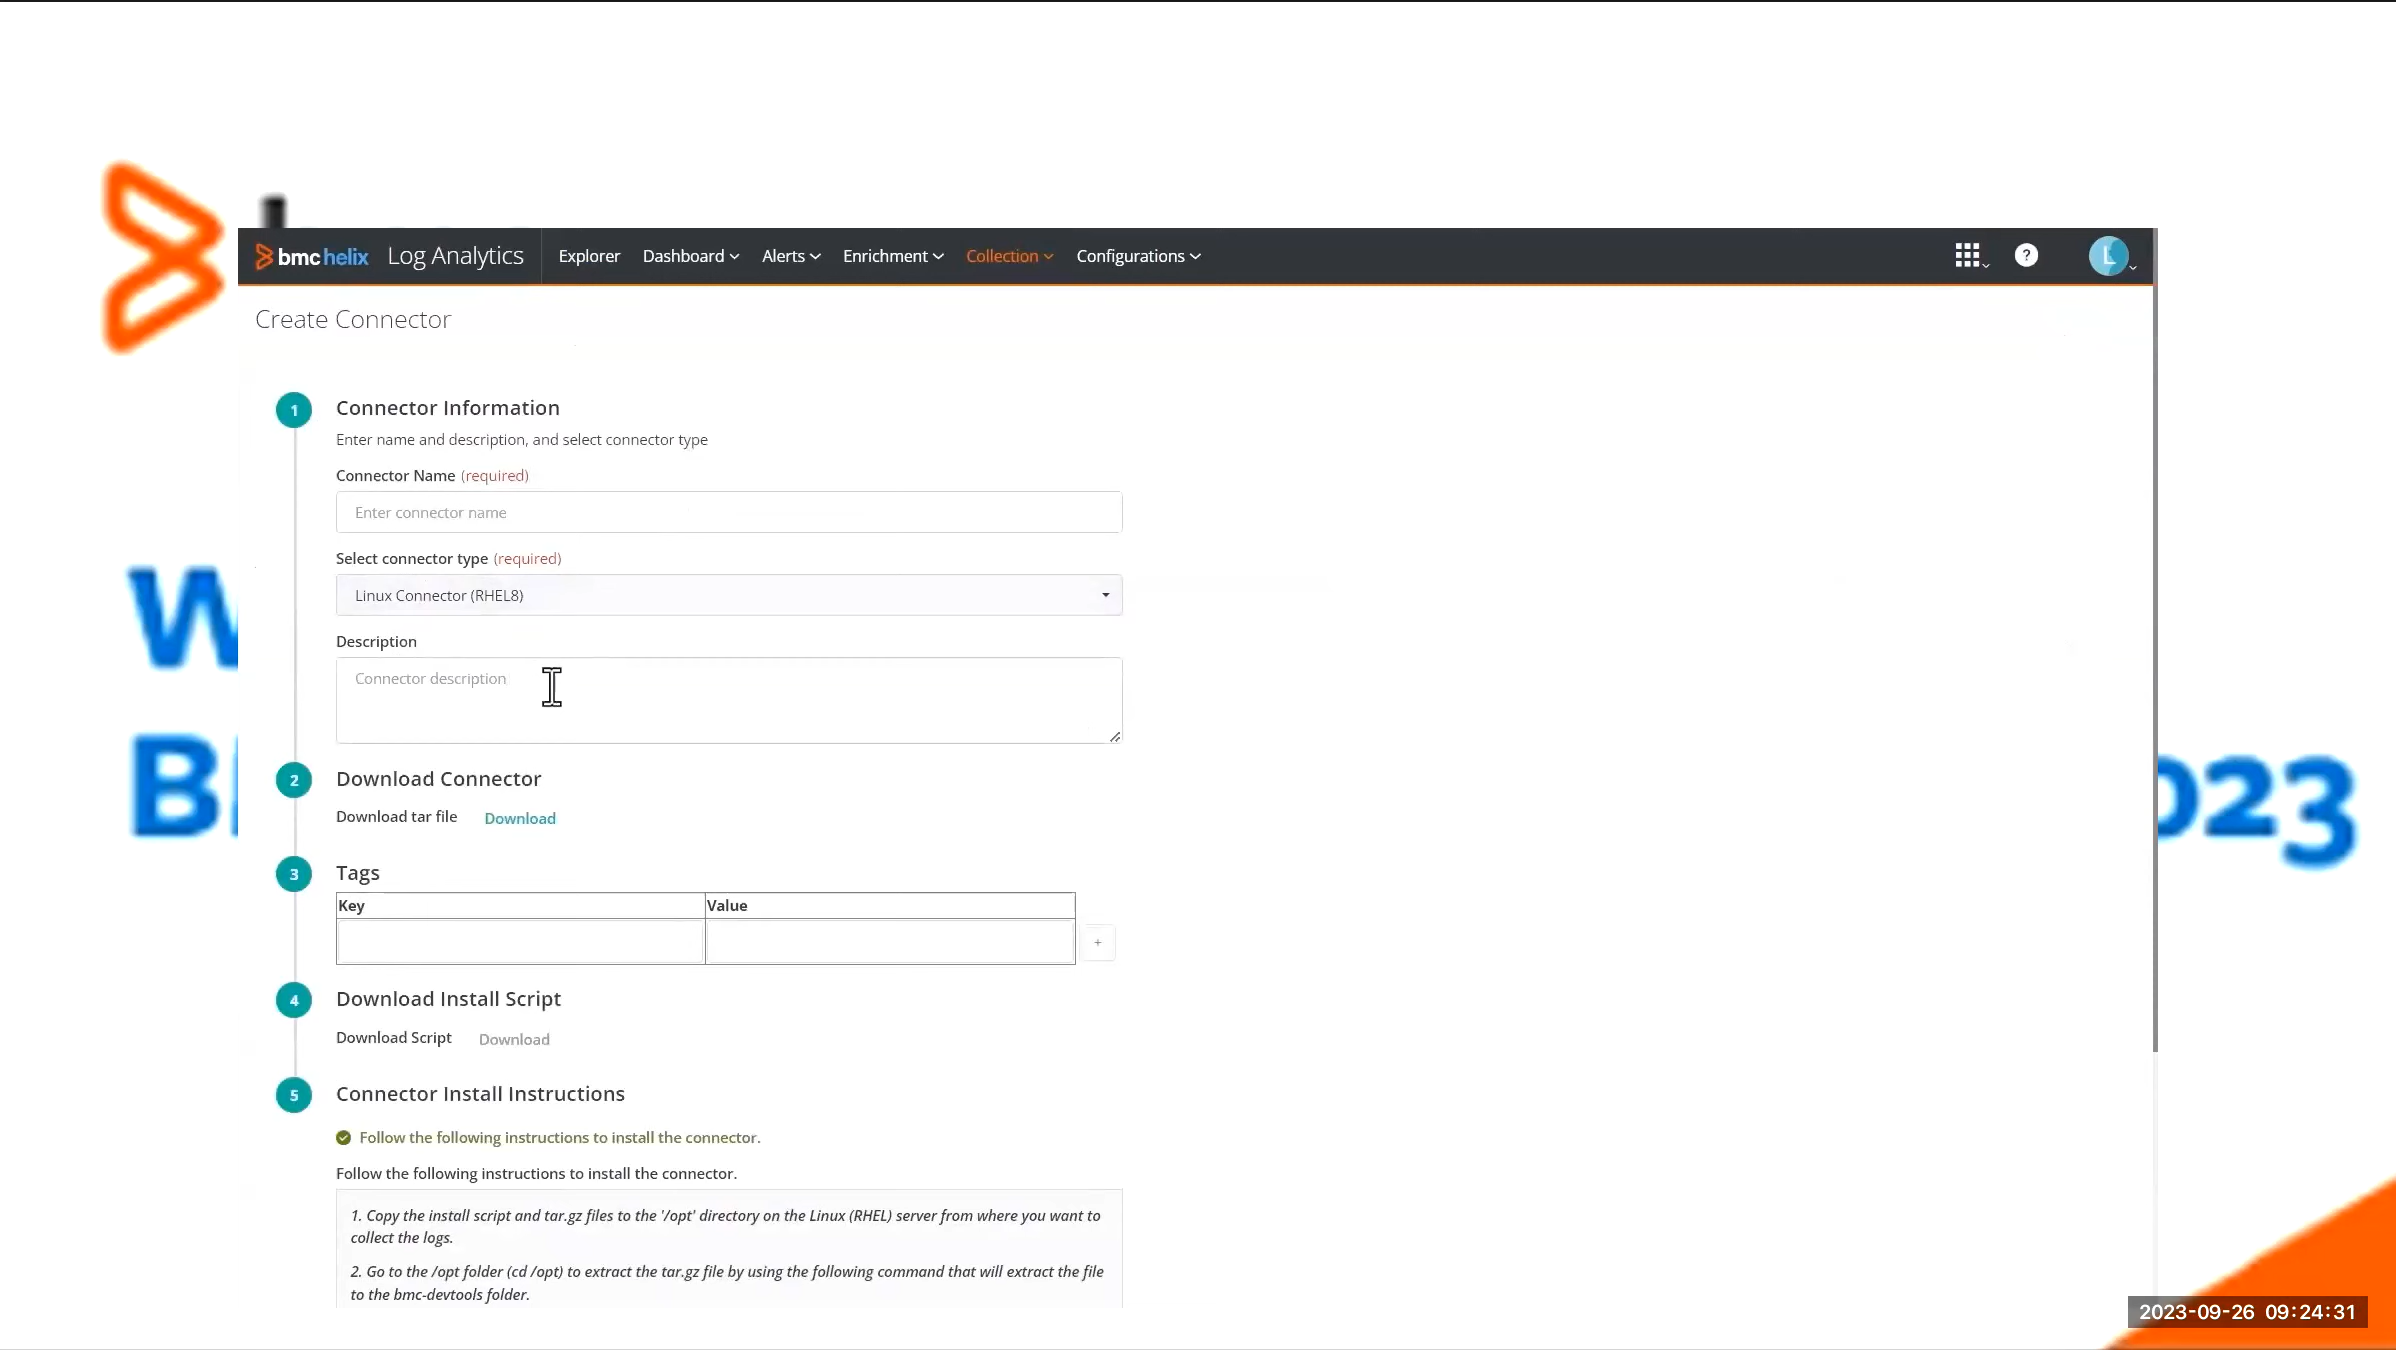 bmc helix Log Analytics Explorer Dashboard Alerts Enrichment Collection Configurations ? L
Create Connector
1 Connector Information
Enter name and description, and select connector type
Connector Name (required)
Enter connector name
Select connector type (required)
Linux Connector (RHEL8)
Description
Connector description
2 Download Connector
Download tar file Download
3 Tags
Key Value
+
4 Download Install Script
Download Script Download
5 Connector Install Instructions
Follow the following instructions to install the connector.
Follow the following instructions to install the connector.
1. Copy the install script and tar.gz files to the '/opt' directory on the Linux (RHEL) server from where you want to
collect the logs.
2. Go to the /opt folder (cd /opt) to extract the tar.gz file by using the following command that will extract the file
to the bmc-devtools folder.
W
B
023
2023-09-26 09:24:31